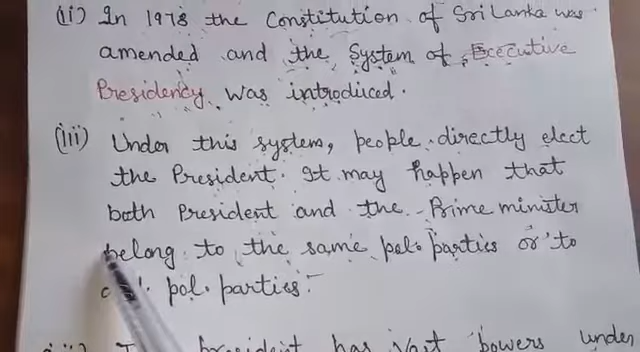 (ii) In 1978 the Constitution of Sri Lanka was
amended and the System of Executive
Presidency was introduced.
(iii) Under this system, people directly elect
the President. It may happen that
both President and the Prime minister
belong to the same pol. parties or to
pol. parties.
has vast powers under